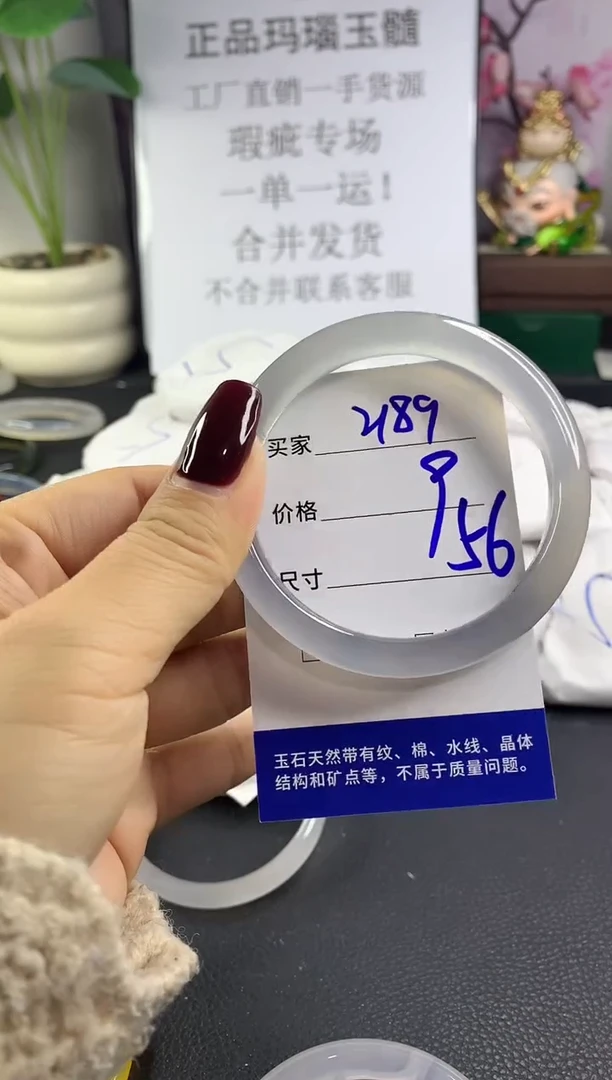 正品玛瑙玉髓
工厂直销一手货源
瑕疵专场
一单一运！
合并发货
不合并联系客服
买家 4189
价格 9
尺寸 56
玉石天然带有纹、棉、水线、晶体
结构和矿点等，不属于质量问题。